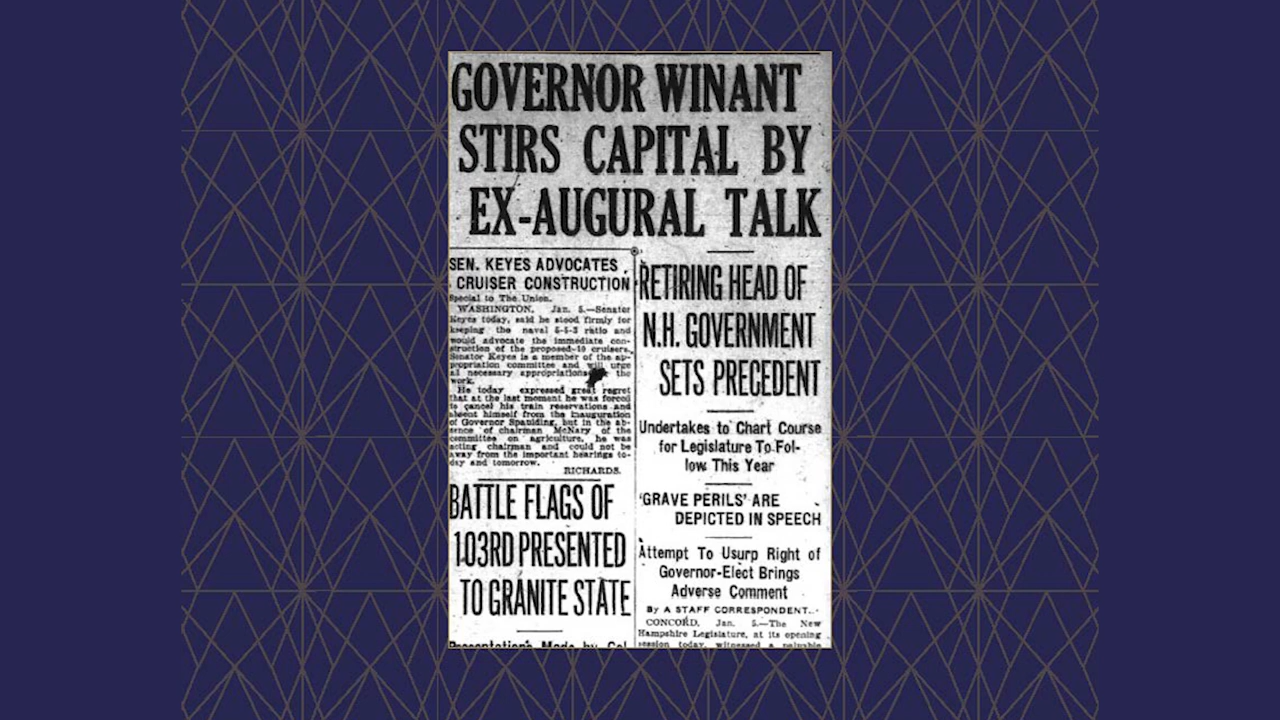 GOVERNOR WINANT
STIRS CAPITAL BY
EX-AUGURAL TALK
SEN. KEYES ADVOCATES
CRUISER CONSTRUCTION
Special to The Union.
WASHINGTON, Jan. 5.—Senator
Keyes today, said he stood firmly for
keeping the naval 5-5-3 ratio and
would advocate the immediate con-
struction of the proposed 10 cruisers.
Senator Keyes is a member of the ap-
propriation committee and will urge
al necessary appropriations the
work.
He today expressed great regret
that at the last moment he was forced
to cancel his train reservations and
absent himself from the inauguration
of Governor Spaulding, but in the ab-
sence of chairman McNary of the
committee on agriculture, he was
acting chairman and could not be
away from the important hearings to-
day and tomorrow.
RICHARDS.
BATTLE FLAGS OF
103RD PRESENTED
TO GRANITE STATE
RETIRING HEAD OF
N.H. GOVERNMENT
SETS PRECEDENT
Undertakes to Chart Course
for Legislature To Fol-
low This Year
'GRAVE PERILS' ARE
DEPICTED IN SPEECH
Attempt To Usurp Right of
Governor-Elect Brings
Adverse Comment
By A STAFF CORRESPONDENT.
CONCORD, Jan. 5.—The New
Hampshire Legislature, at its opening
session today, witnessed a